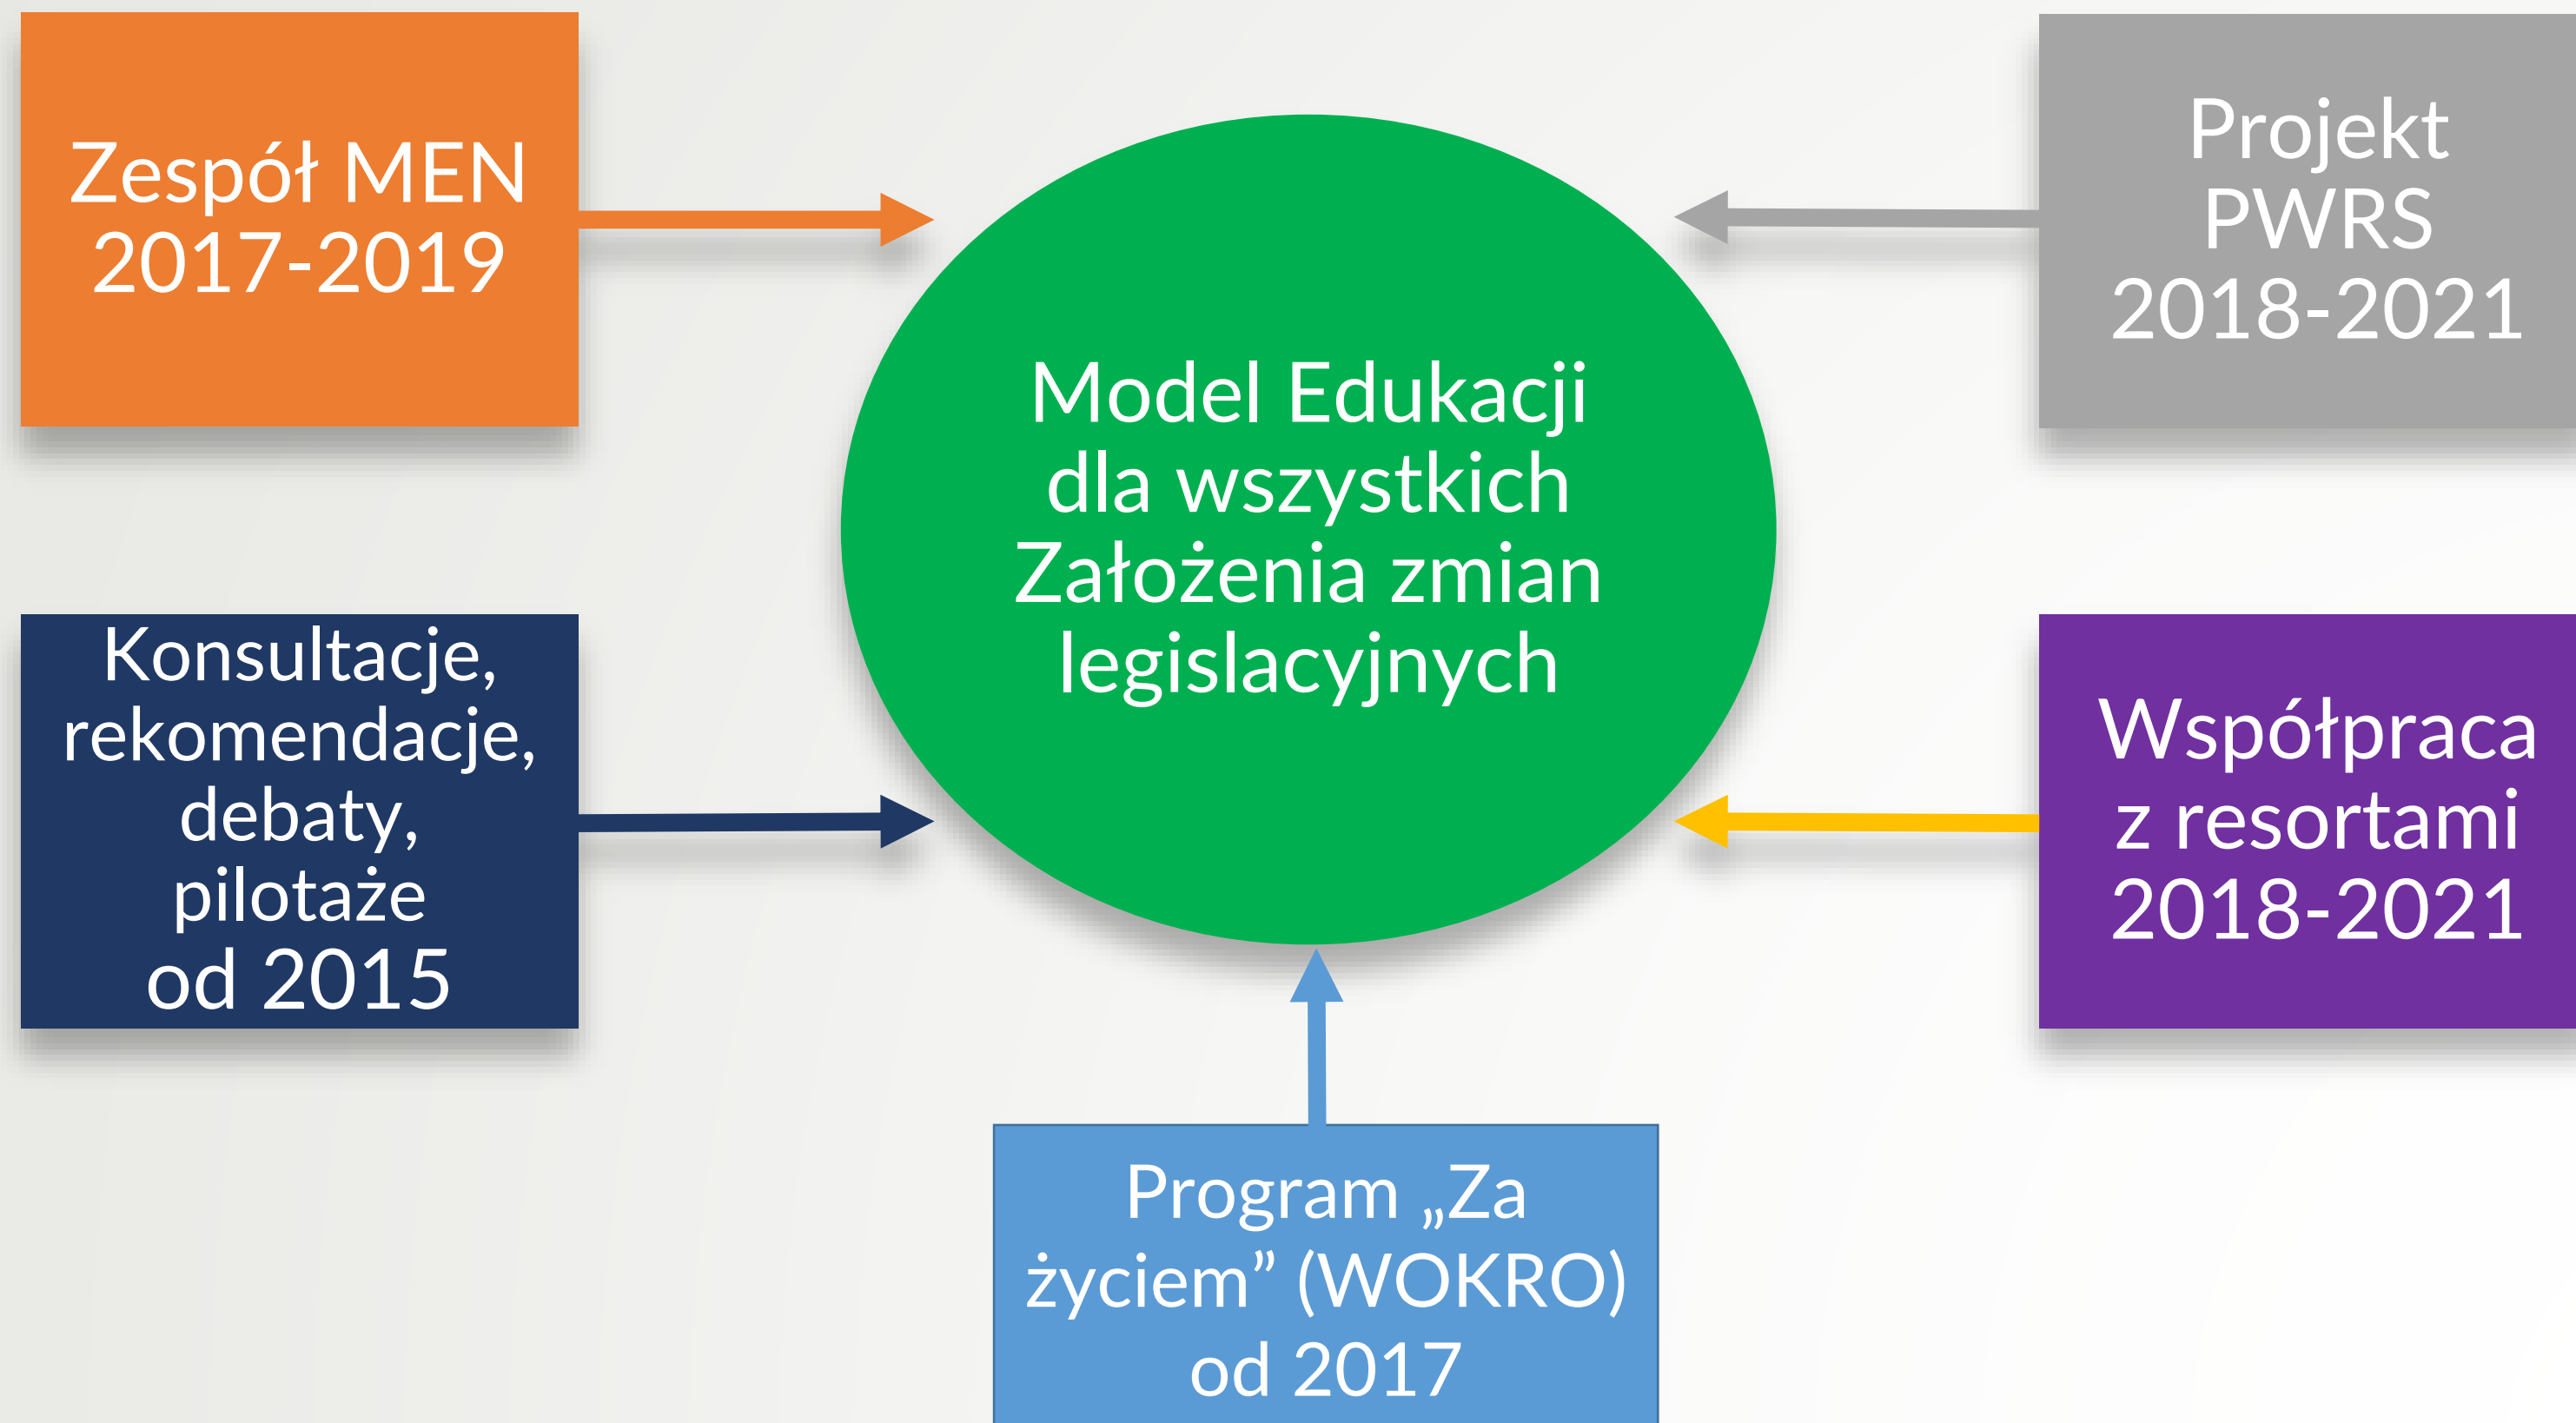 Zespół MEN
2017-2019
Projekt
PWRS
2018-2021
Model Edukacji
dla wszystkich
Założenia zmian
legislacyjnych
Konsultacje,
rekomendacje,
debaty,
pilotaże
od 2015
Współpraca
z resortami
2018-2021
Program „Za
życiem” (WOKRO)
od 2017